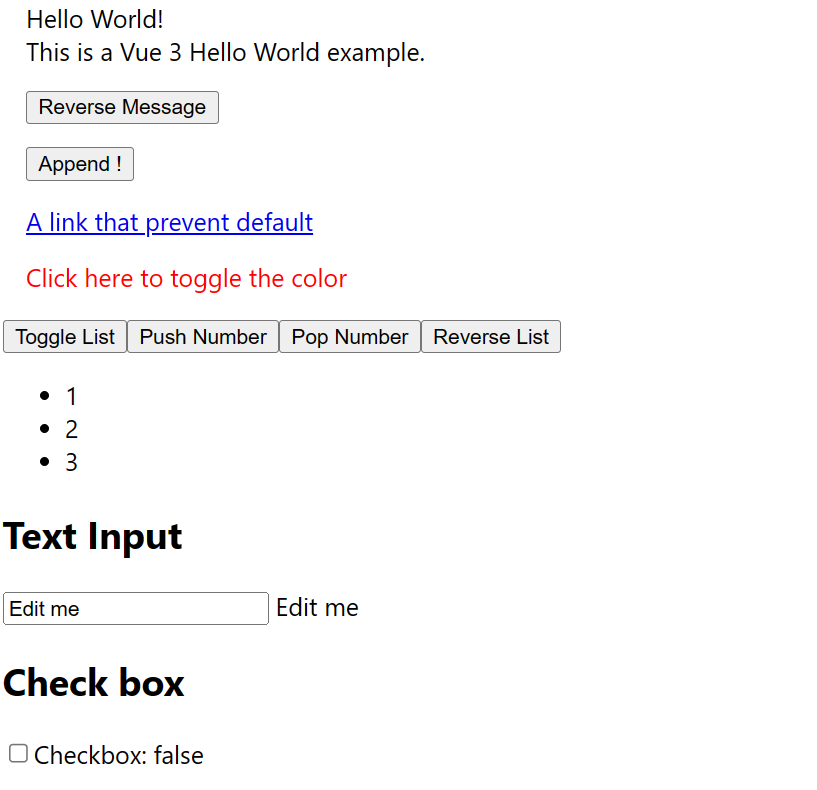 Hello World!
This is a Vue 3 Hello World example.
Reverse Message
Append !
A link that prevent default
Click here to toggle the color
Toggle List Push Number Pop Number Reverse List
1
2
3
Text Input
Edit me Edit me
Check box
Checkbox: false